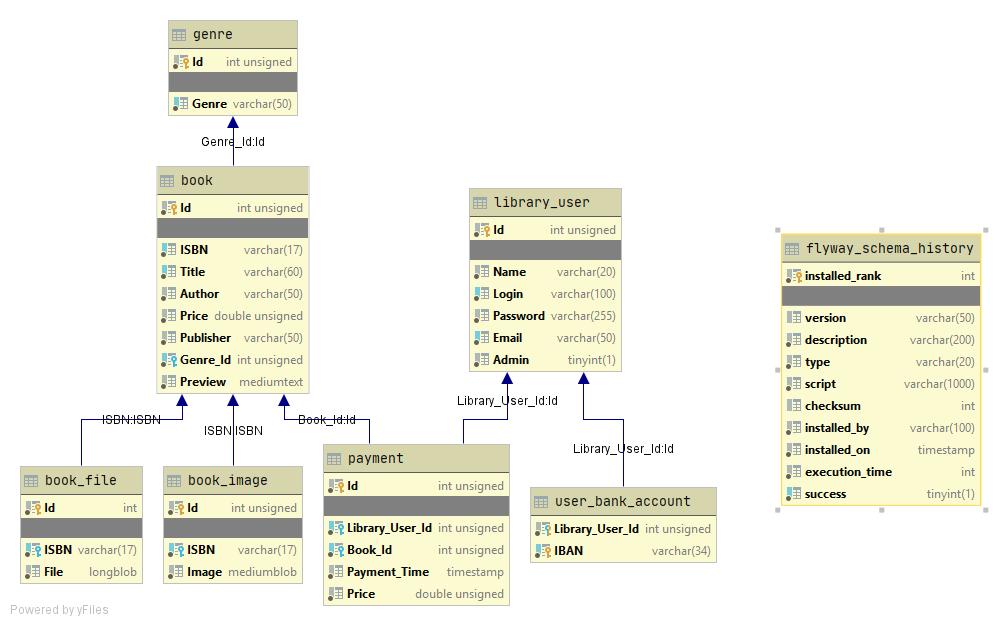 genre
Id int unsigned
Genre varchar(50)
Genre_Id:Id
book
Id int unsigned
ISBN varchar(17)
Title varchar(60)
Author varchar(50)
Price double unsigned
Publisher varchar(50)
Genre_Id int unsigned
Preview mediumtext
library_user
Id int unsigned
Name varchar(20)
Login varchar(100)
Password varchar(255)
Email varchar(50)
Admin tinyint(1)
flyway_schema_history
installed_rank int
version varchar(50)
description varchar(200)
type varchar(20)
script varchar(1000)
checksum int
installed_by varchar(100)
installed_on timestamp
execution_time int
success tinyint(1)
ISBN:ISBN
ISBN:ISBN
Book_Id:Id
Library_User_Id:Id
Library_User_Id:Id
book_file
Id int
ISBN varchar(17)
File longblob
book_image
Id int unsigned
ISBN varchar(17)
Image mediumblob
payment
Id int unsigned
Library_User_Id int unsigned
Book_Id int unsigned
Payment_Time timestamp
Price double unsigned
user_bank_account
Library_User_Id int unsigned
IBAN varchar(34)
Powered by yFiles